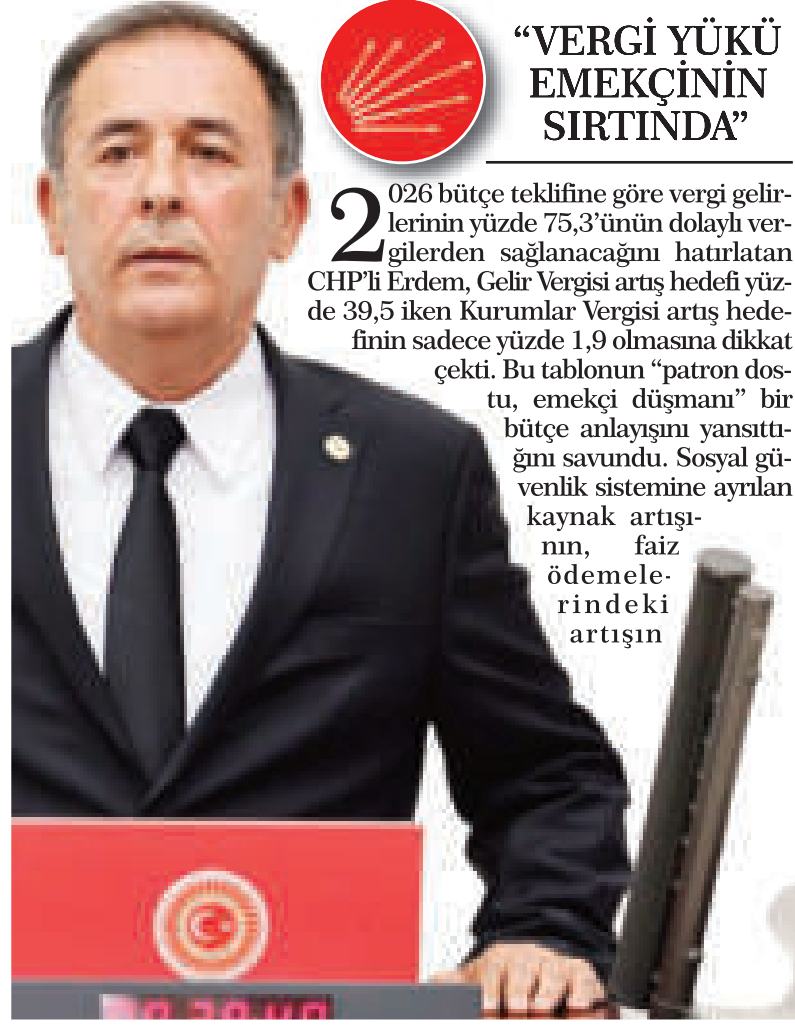 “VERGİ YÜKÜ
EMEKÇİNİN
SIRTINDA”
2026 bütçe teklifine göre vergi gelir-
lerinin yüzde 75,3’ünün dolaylı ver-
gilerden sağlanacağını hatırlatan
CHP’li Erdem, Gelir Vergisi artış hedefi yüz-
de 39,5 iken Kurumlar Vergisi artış hede-
finin sadece yüzde 1,9 olmasına dikkat
çekti. Bu tablonun “patron dos-
tu, emekçi düşmanı” bir
bütçe anlayışını yansıttı-
ğını savundu. Sosyal gü-
venlik sistemine ayrılan
kaynak artışı-
nın, faiz
ödemele-
rindeki
artışın